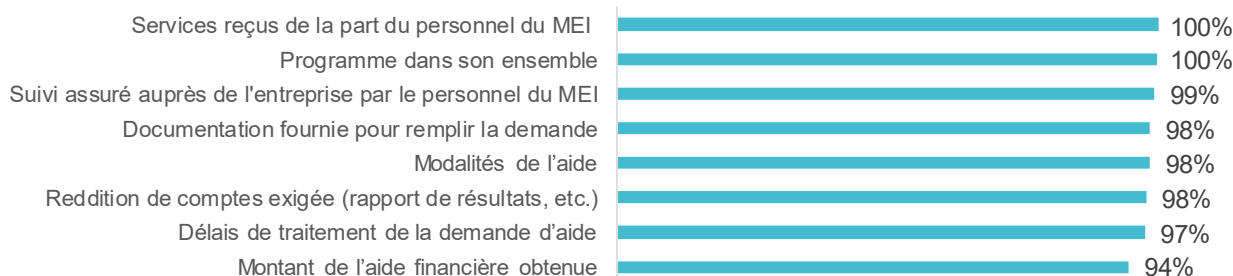 Services reçus de la part du personnel du MEI 100%
Programme dans son ensemble 100%
Suivi assuré auprès de l'entreprise par le personnel du MEI 99%
Documentation fournie pour remplir la demande 98%
Modalités de l’aide 98%
Reddition de comptes exigée (rapport de résultats, etc.) 98%
Délais de traitement de la demande d’aide 97%
Montant de l’aide financière obtenue 94%